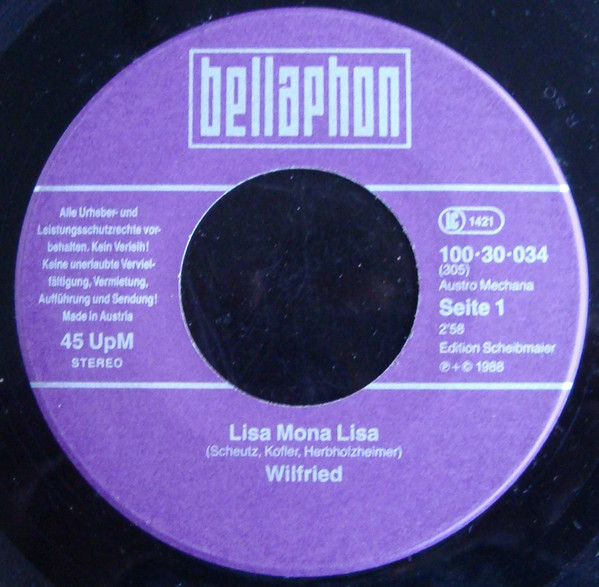 bellaphon
Alle Urheber- und
Leistungsschutzrechte vor-
behalten. Kein Verleih!
Keine unerlaubte Verviel-
fältigung, Vermietung,
Aufführung und Sendung!
Made in Austria
45 UpM
STEREO
LC 1421
100·30·034
(305)
Austro Mechana
Seite 1
2'58
Edition Scheibmaier
℗+© 1988
Lisa Mona Lisa
(Scheutz, Kofler, Herbholzheimer)
Wilfried